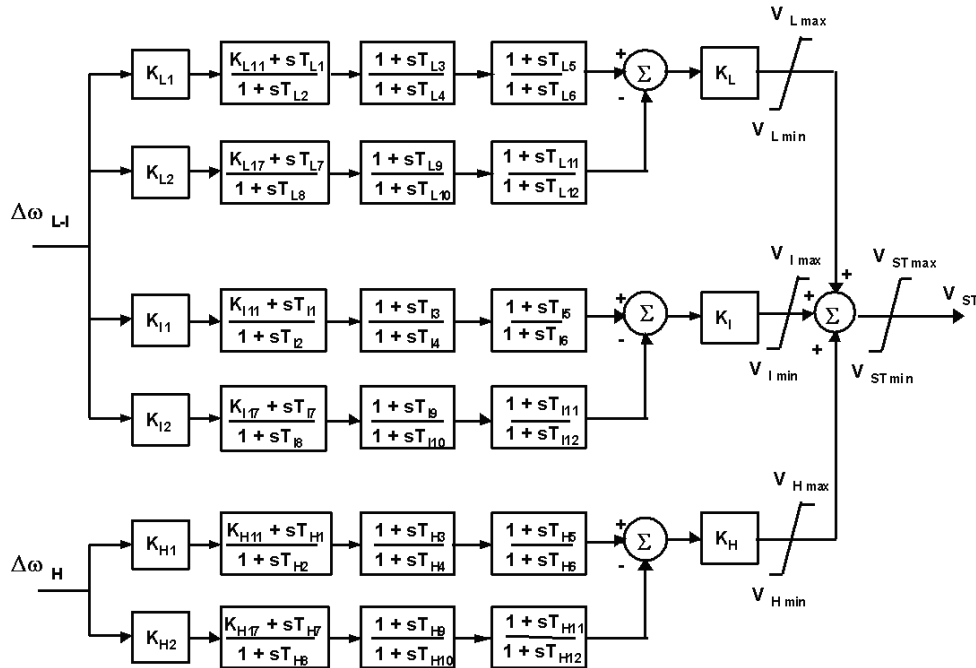 V L max
K L1
K L11 + s T L1
1 + sT L2
1 + sT L3
1 + sT L4
1 + sT L5
1 + sT L6
+
Σ
-
K L
V L min
K L2
K L17 + sT L7
1 + sT L8
1 + sT L9
1 + sT L10
1 + sT L11
1 + sT L12
Δω L-I
K I1
K I11 + sT I1
1 + sT I2
1 + sT I3
1 + sT I4
1 + sT I5
1 + sT I6
+
Σ
-
K I
V I max
V I min
+
+
+
Σ
V ST max
V ST min
V ST
K I2
K I17 + sT I7
1 + sT I8
1 + sT I9
1 + sT I10
1 + sT I11
1 + sT I12
Δω H
K H1
K H11 + sT H1
1 + sT H2
1 + sT H3
1 + sT H4
1 + sT H5
1 + sT H6
+
Σ
-
K H
V H max
V H min
K H2
K H17 + sT H7
1 + sT H8
1 + sT H9
1 + sT H10
1 + sT H11
1 + sT H12